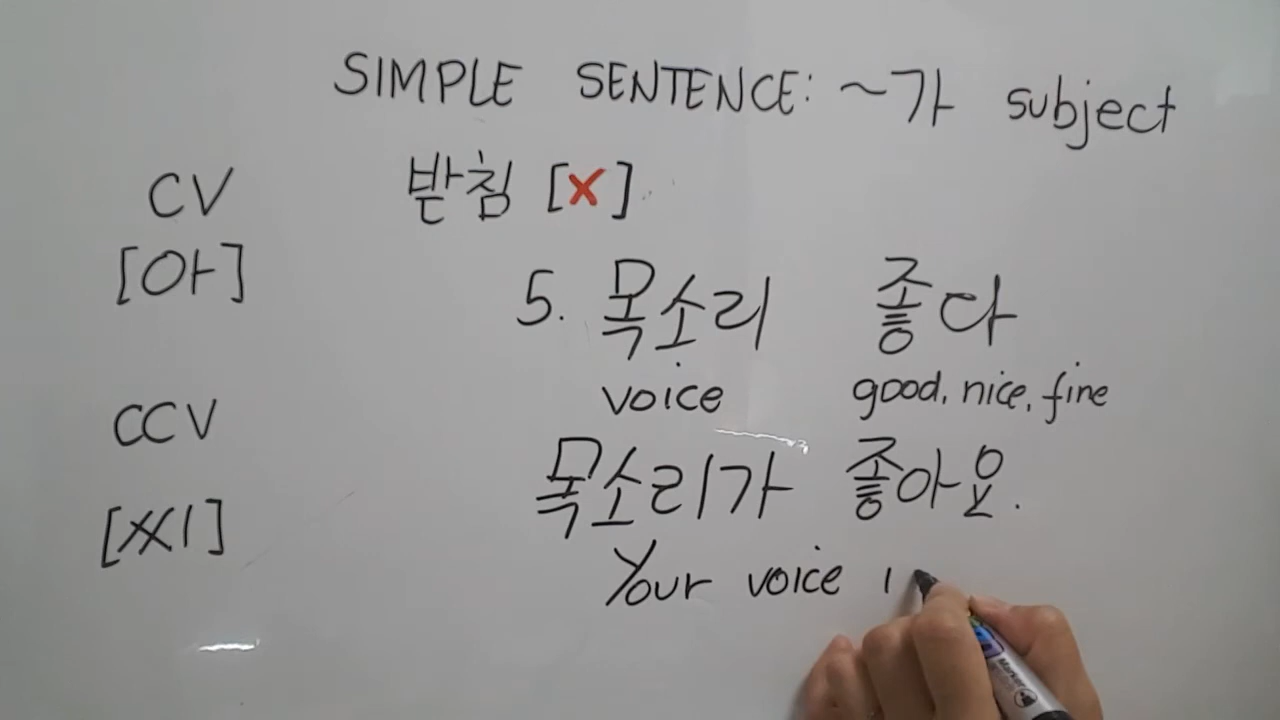 SIMPLE SENTENCE: ~가 subject
CV
[아]
받침 [X]
5. 목소리 좋다
voice good, nice, fine
CCV
[씨]
목소리가 좋아요.
Your voice i